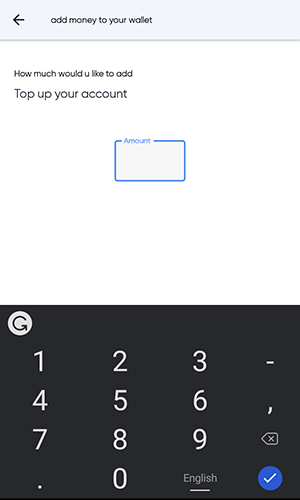 add money to your wallet
How much would u like to add
Top up your account
Amount
G
1 2 3 -
4 5 6 ,
7 8 9
. 0 English